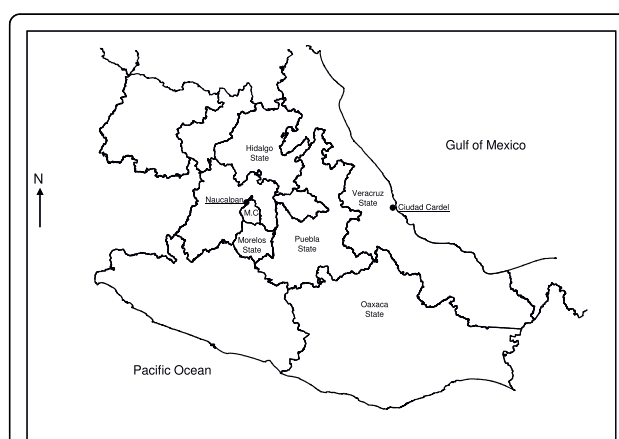 Gulf of Mexico
Hidalgo
State
N
Veracruz
State
Naucalpan
Ciudad Cardel
M.C.
Morelos
State
Puebla
State
Oaxaca
State
Pacific Ocean